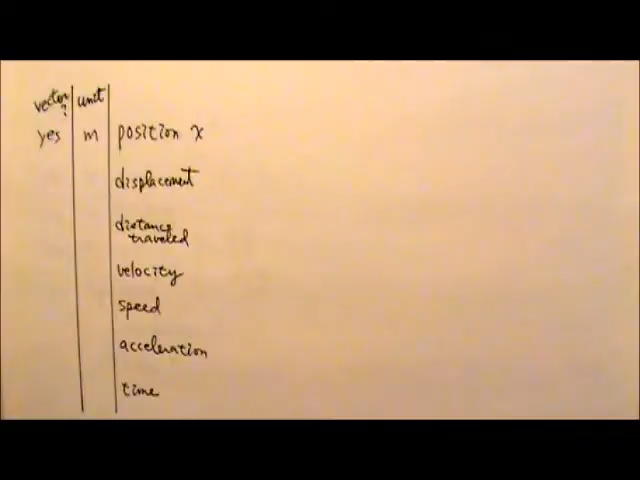 vector? unit
yes m position x
displacement
distance
traveled
velocity
speed
acceleration
time